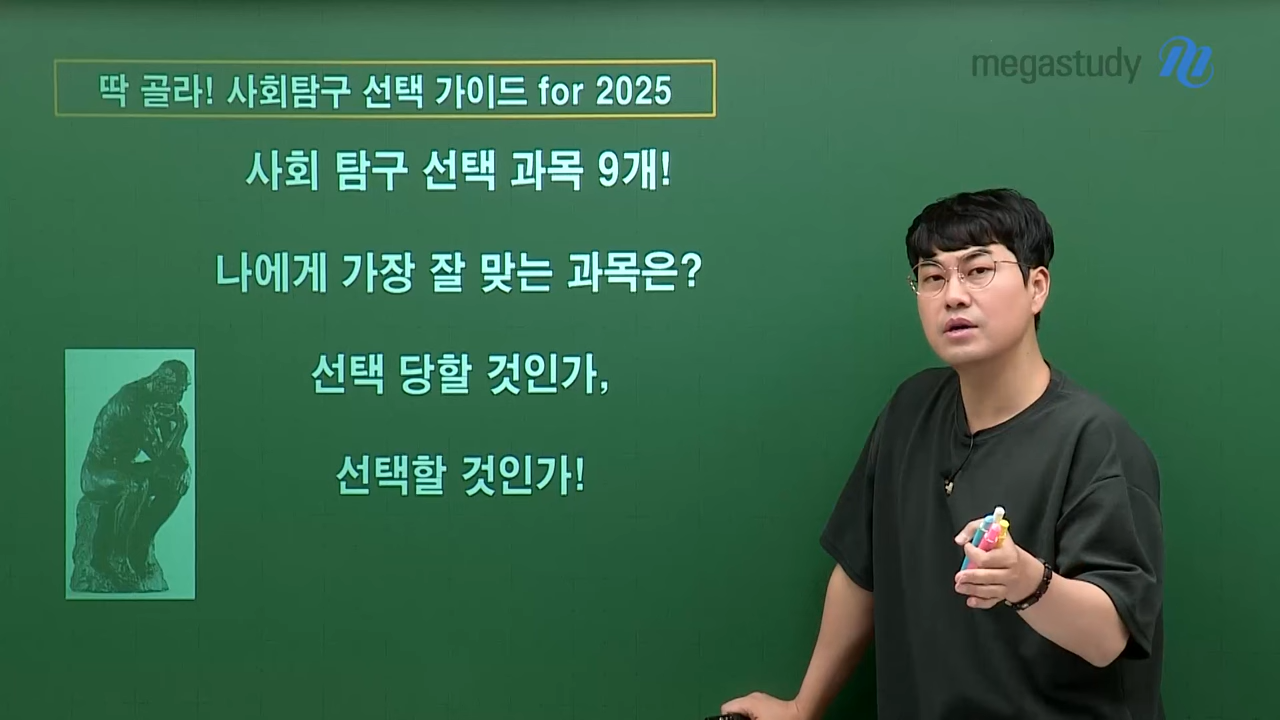 딱 골라! 사회탐구 선택 가이드 for 2025
megastudy
사회 탐구 선택 과목 9개!
나에게 가장 잘 맞는 과목은?
선택 당할 것인가,
선택할 것인가!